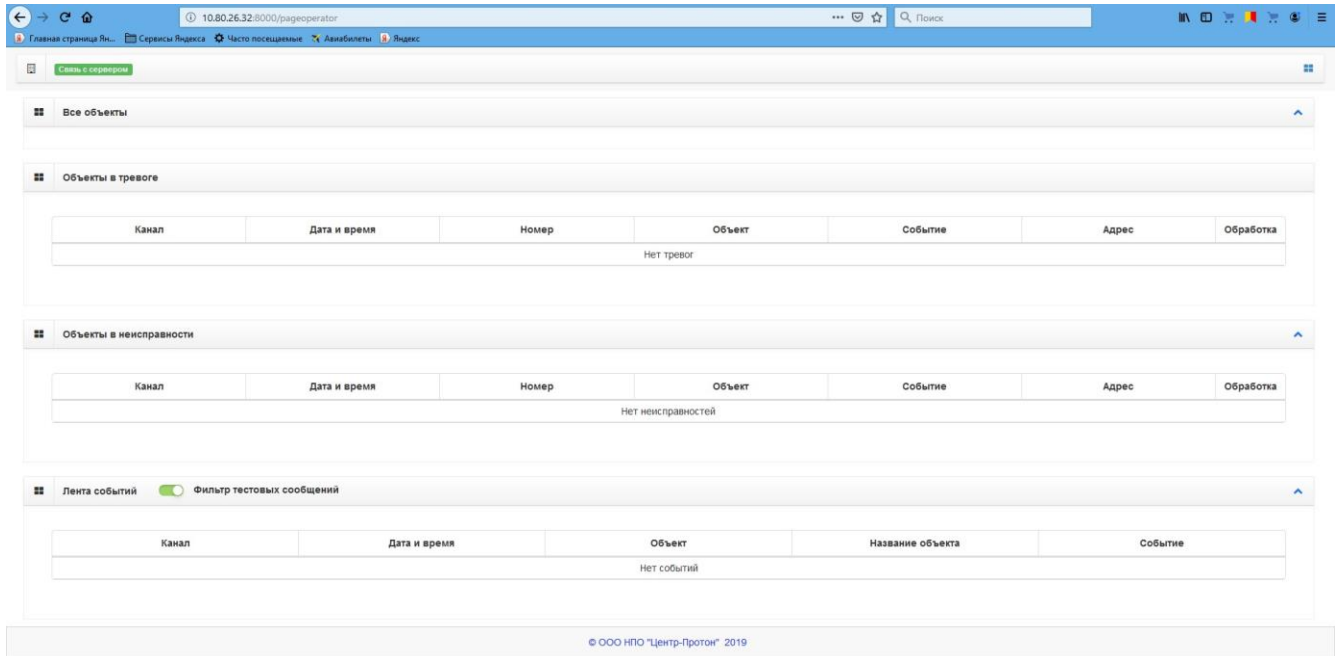 10.80.26.32:8000/pageoperator
Поиск
Главная страница Ян... Сервисы Яндекса Часто посещаемые Авиабилеты Яндекс
Связь с сервером
Все объекты
Объекты в тревоге
Канал Дата и время Номер Объект Событие Адрес Обработка
Нет тревог
Объекты в неисправности
Канал Дата и время Номер Объект Событие Адрес Обработка
Нет неисправностей
Лента событий Фильтр тестовых сообщений
Канал Дата и время Объект Название объекта Событие
Нет событий
© ООО НПО "Центр-Протон" 2019